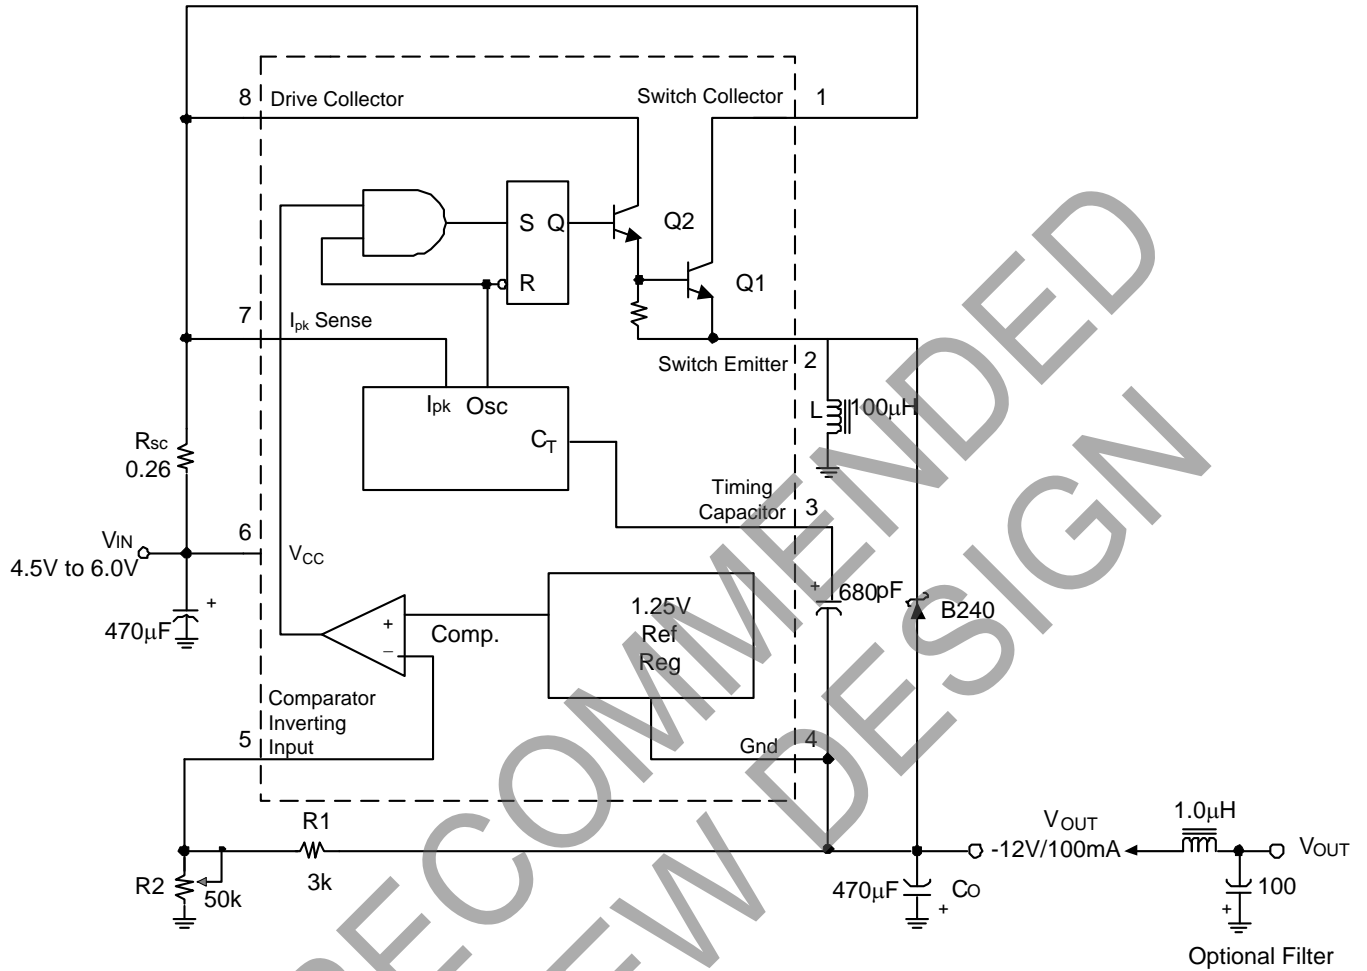 8
Drive Collector
Switch Collector
1
S
Q
R
Q2
Q1
7
Ipk Sense
Switch Emitter
2
Ipk
Osc
CT
L
100µH
Rsc
0.26
Timing
Capacitor
3
VIN
4.5V to 6.0V
6
VCC
+
470µF
+
680pF
B240
+
−
Comp.
1.25V
Ref
Reg
Comparator
Inverting
Input
5
Gnd
4
R1
3k
R2
50k
VOUT
-12V/100mA
1.0µH
VOUT
470µF
CO
+
100
+
Optional Filter
RECOMMENDED
EW DESIGN